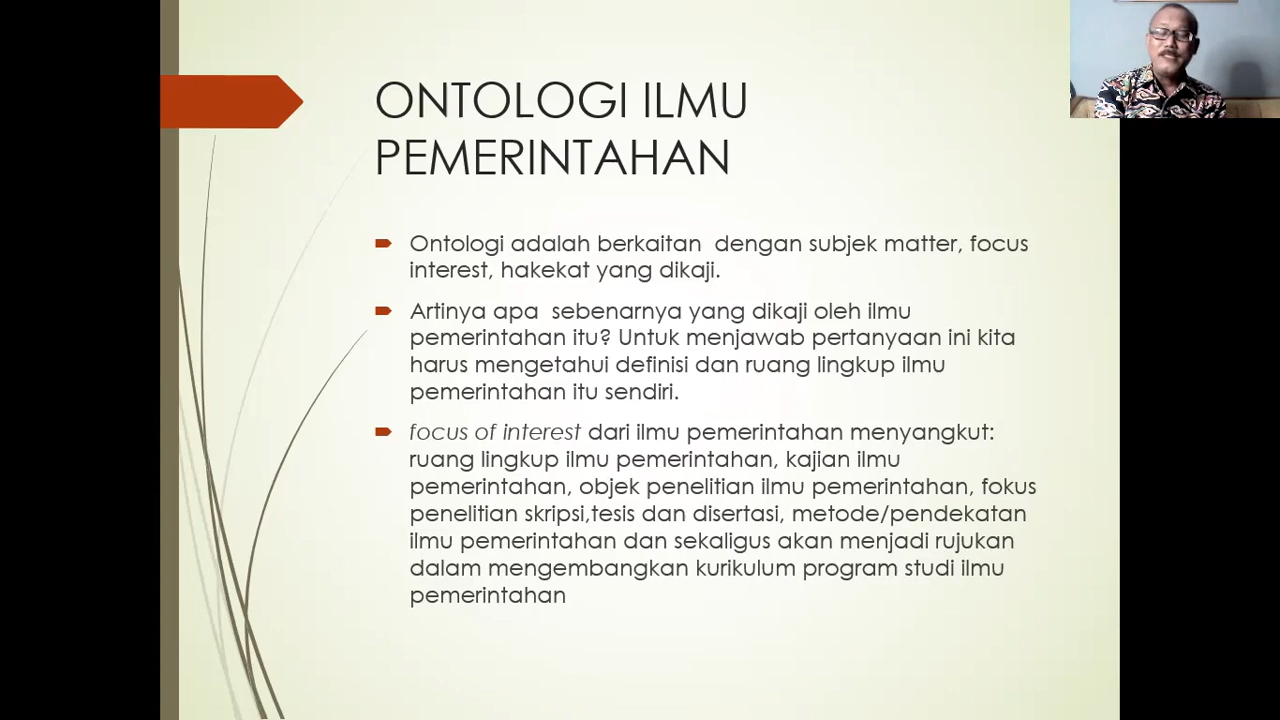 ONTOLOGI ILMU
PEMERINTAHAN
Ontologi adalah berkaitan dengan subjek matter, focus
interest, hakekat yang dikaji.
Artinya apa sebenarnya yang dikaji oleh ilmu
pemerintahan itu? Untuk menjawab pertanyaan ini kita
harus mengetahui definisi dan ruang lingkup ilmu
pemerintahan itu sendiri.
focus of interest dari ilmu pemerintahan menyangkut:
ruang lingkup ilmu pemerintahan, kajian ilmu
pemerintahan, objek penelitian ilmu pemerintahan, fokus
penelitian skripsi,tesis dan disertasi, metode/pendekatan
ilmu pemerintahan dan sekaligus akan menjadi rujukan
dalam mengembangkan kurikulum program studi ilmu
pemerintahan